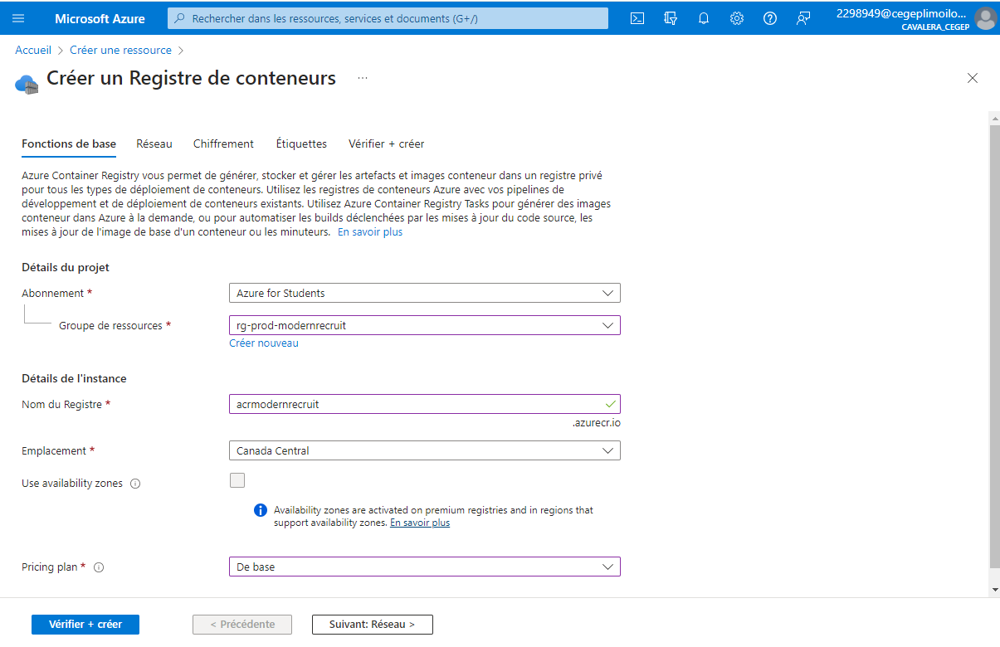 Microsoft Azure
Rechercher dans les ressources, services et documents (G+/)
2298949@cegeplimoilo...
CAVALERA_CEGEP
Accueil > Créer une ressource >
Créer un Registre de conteneurs ...
Fonctions de base Réseau Chiffrement Étiquettes Vérifier + créer
Azure Container Registry vous permet de générer, stocker et gérer les artefacts et images conteneur dans un registre privé
pour tous les types de déploiement de conteneurs. Utilisez les registres de conteneurs Azure avec vos pipelines de
développement et de déploiement de conteneurs existants. Utilisez Azure Container Registry Tasks pour générer des images
conteneur dans Azure à la demande, ou pour automatiser les builds déclenchées par les mises à jour du code source, les
mises à jour de l'image de base d'un conteneur ou les minuteurs. En savoir plus
Détails du projet
Abonnement * Azure for Students
Groupe de ressources * rg-prod-modernrecruit
Créer nouveau
Détails de l'instance
Nom du Registre * acrmodernrecruit
.azurecr.io
Emplacement * Canada Central
Use availability zones
Availability zones are activated on premium registries and in regions that
support availability zones. En savoir plus
Pricing plan * De base
Vérifier + créer < Précédente Suivant: Réseau >